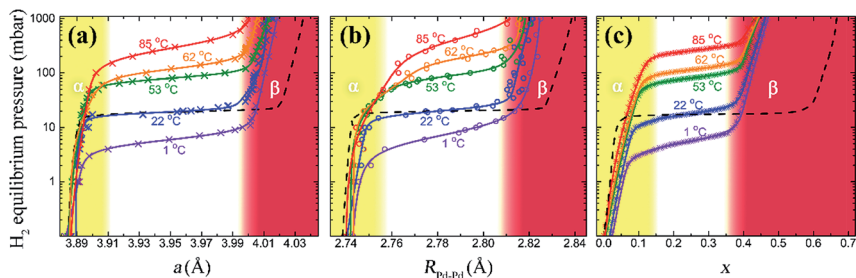 H₂ equilibrium pressure (mbar)
1000
100
10
1
(a)
85 °C
62 °C
53 °C
22 °C
1 °C
α
β
3.89 3.91 3.93 3.95 3.97 3.99 4.01 4.03
a (Å)
(b)
85 °C
62 °C
53 °C
22 °C
1 °C
α
β
2.74 2.76 2.78 2.80 2.82 2.84
R Pd-Pd (Å)
(c)
85 °C
62 °C
53 °C
22 °C
1 °C
α
β
0.0 0.1 0.2 0.3 0.4 0.5 0.6 0.7
x